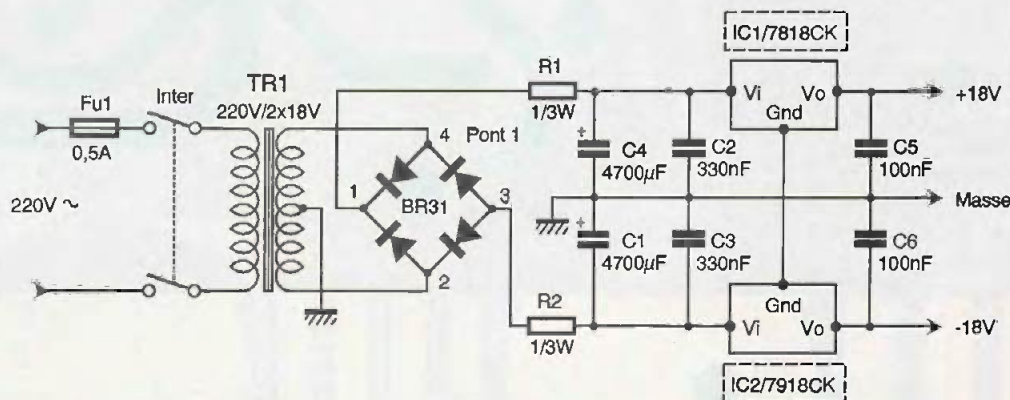 IC1/7818CK
TR1
220V/2x18V
Fu1
Inter
0,5A
220V ~
4
Pont 1
1
BR31
3
2
R1
1/3W
Vi
Vo
Gnd
+18V
+
C4
4700µF
C2
330nF
C5
100nF
Masse
+
C1
4700µF
C3
330nF
C6
100nF
R2
1/3W
Gnd
Vi
Vo
-18V
IC2/7918CK